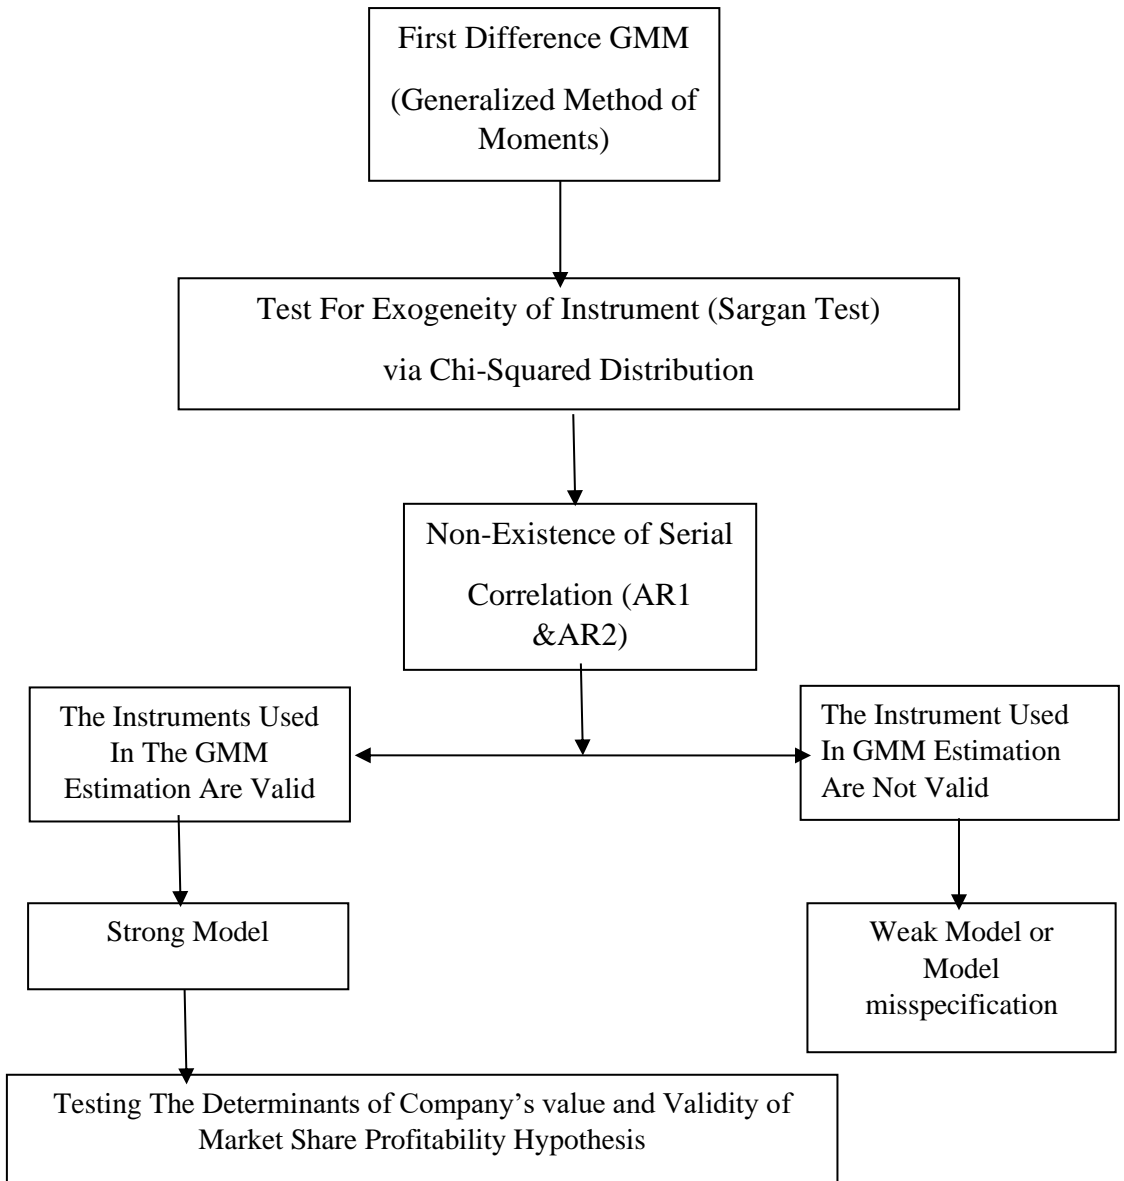 First Difference GMM
(Generalized Method of
Moments)
Test For Exogeneity of Instrument (Sargan Test)
via Chi-Squared Distribution
Non-Existence of Serial
Correlation (AR1
&AR2)
The Instruments Used
In The GMM
Estimation Are Valid
The Instrument Used
In GMM Estimation
Are Not Valid
Strong Model
Weak Model or
Model
misspecification
Testing The Determinants of Company’s value and Validity of
Market Share Profitability Hypothesis